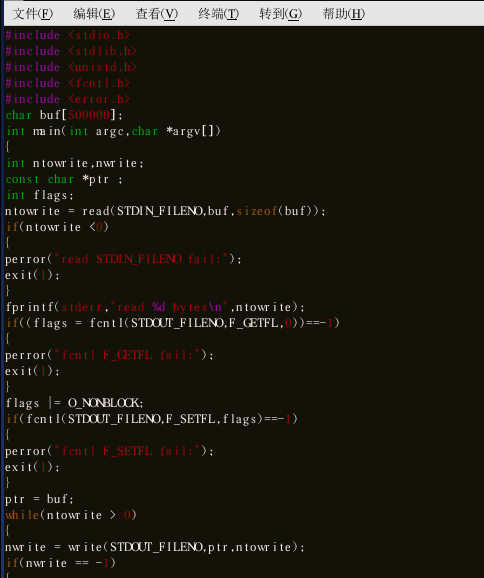 文件(F) 编辑(E) 查看(V) 终端(T) 转到(G) 帮助(H)
#include <stdio.h>
#include <stdlib.h>
#include <unistd.h>
#include <fcntl.h>
#include <error.h>
char buf[500000];
int main(int argc,char *argv[])
{
int ntowrite,nwrite;
const char *ptr ;
int flags;
ntowrite = read(STDIN_FILENO,buf,sizeof(buf));
if(ntowrite <0)
{
perror("read STDIN_FILENO fail:");
exit(1);
}
fprintf(stderr,"read %d bytes\n",ntowrite);
if((flags = fcntl(STDOUT_FILENO,F_GETFL,0))==-1)
{
perror("fcntl F_GETFL fail:");
exit(1);
}
flags |= O_NONBLOCK;
if(fcntl(STDOUT_FILENO,F_SETFL,flags)==-1)
{
perror("fcntl F_SETFL fail:");
exit(1);
}
ptr = buf;
while(ntowrite > 0)
{
nwrite = write(STDOUT_FILENO,ptr,ntowrite);
if(nwrite == -1)
{